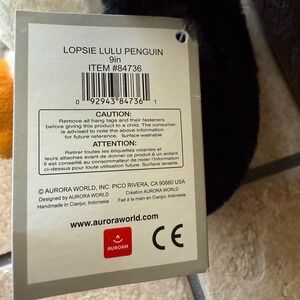 LOPSIE LULU PENGUIN
9in
ITEM #84736
0 92943 84736 1
CAUTION:
Remove all hang tags and their fasteners
before giving this product to a child. The consumer
is advised to note the above information
for future reference. Surface washable
ATTENTION:
Retirer toutes les étiquettes volantes et
leurs attaches avant de donner ce produit à un enfant.
Il est conseillé au consommateur de noter l'information
ci-dessus pour toute utilisation future. Surface lavable
© AURORA WORLD, INC. PICO RIVERA, CA 90660 USA
Designed by AURORA WORLD Création AURORA WORLD
Handmade in Cianjur, Indonesia Fait à la main en Cianjur, Indonesia
www.auroraworld.com
AURORA
CE